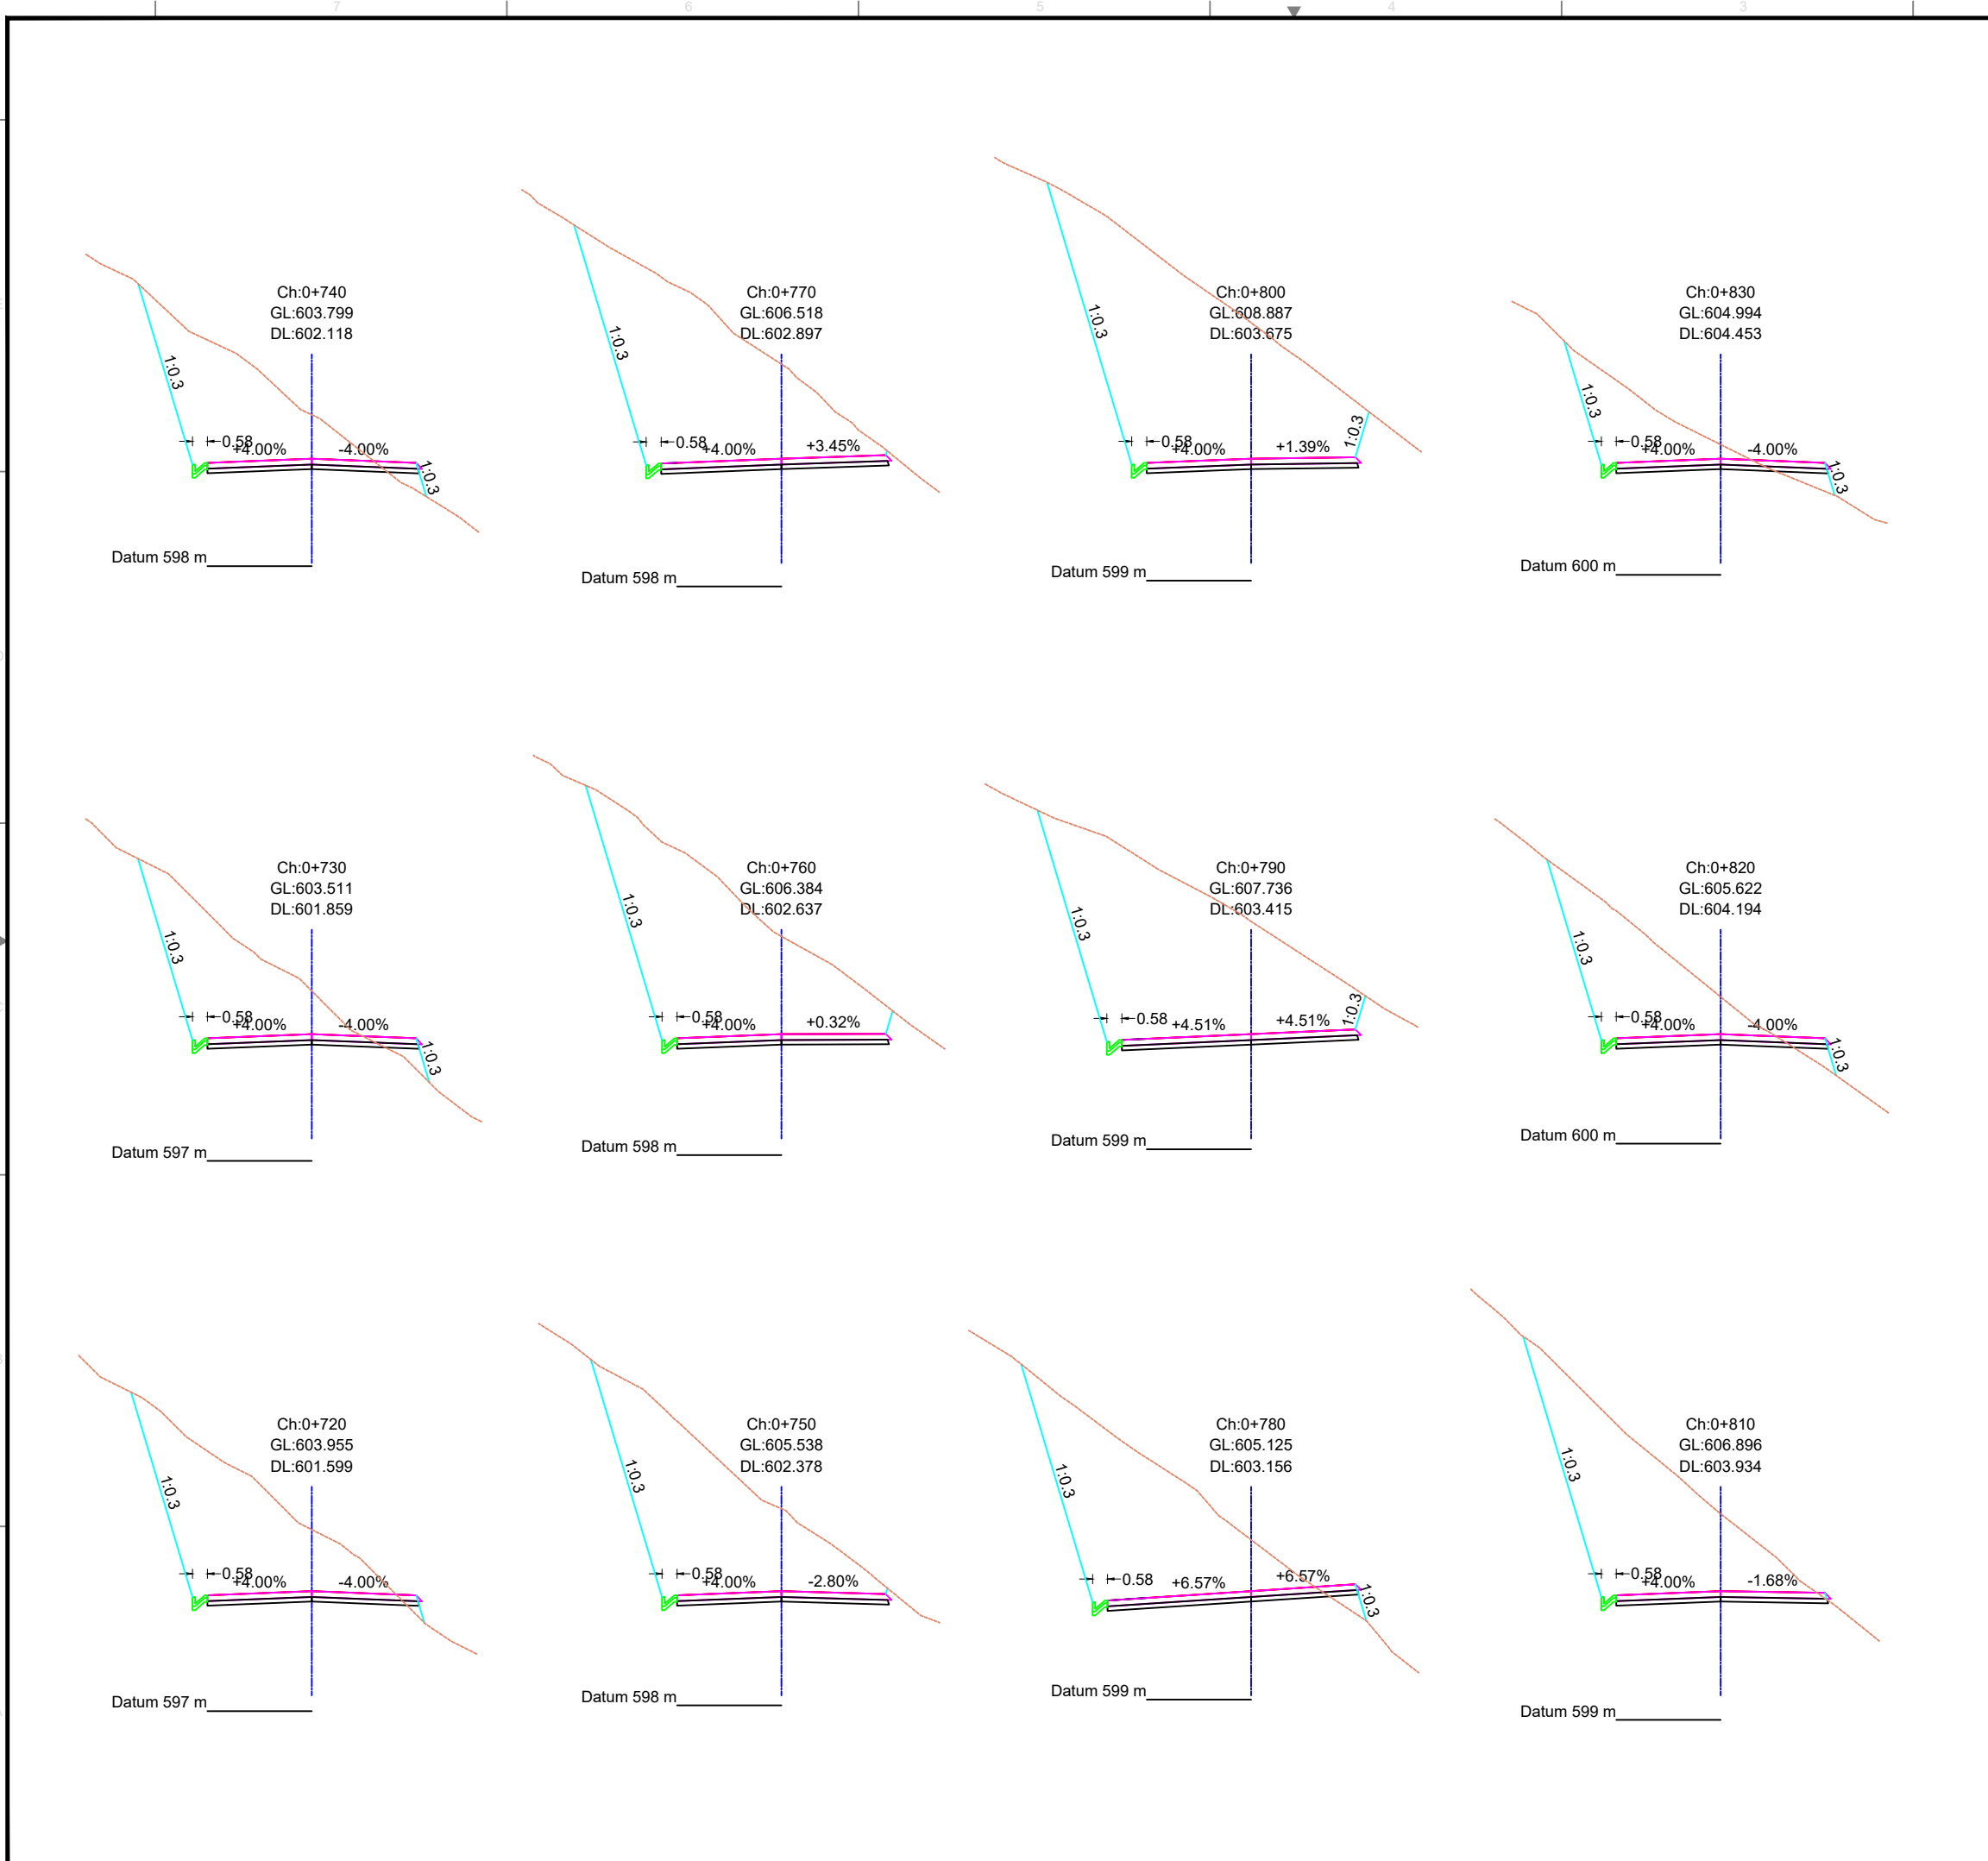 7
6
5
4
3
Ch:0+740
GL:603.799
DL:602.118
1:0.3
0.58
+4.00%
-4.00%
1:0.3
Datum 598 m
Ch:0+770
GL:606.518
DL:602.897
1:0.3
0.58
+4.00%
+3.45%
Datum 598 m
Ch:0+800
GL:608.887
DL:603.675
1:0.3
0.58
+4.00%
+1.39%
1:0.3
Datum 599 m
Ch:0+830
GL:604.994
DL:604.453
1:0.3
0.58
+4.00%
-4.00%
1:0.3
Datum 600 m
Ch:0+730
GL:603.511
DL:601.859
1:0.3
0.58
+4.00%
-4.00%
1:0.3
Datum 597 m
Ch:0+760
GL:606.384
DL:602.637
1:0.3
0.58
+4.00%
+0.32%
Datum 598 m
Ch:0+790
GL:607.736
DL:603.415
1:0.3
0.58
+4.51%
+4.51%
1:0.3
Datum 599 m
Ch:0+820
GL:605.622
DL:604.194
1:0.3
0.58
+4.00%
-4.00%
1:0.3
Datum 600 m
Ch:0+720
GL:603.955
DL:601.599
1:0.3
0.58
+4.00%
-4.00%
Datum 597 m
Ch:0+750
GL:605.538
DL:602.378
1:0.3
0.58
+4.00%
-2.80%
Datum 598 m
Ch:0+780
GL:605.125
DL:603.156
1:0.3
0.58
+6.57%
+6.57%
1:0.3
Datum 599 m
Ch:0+810
GL:606.896
DL:603.934
1:0.3
0.58
+4.00%
-1.68%
Datum 599 m